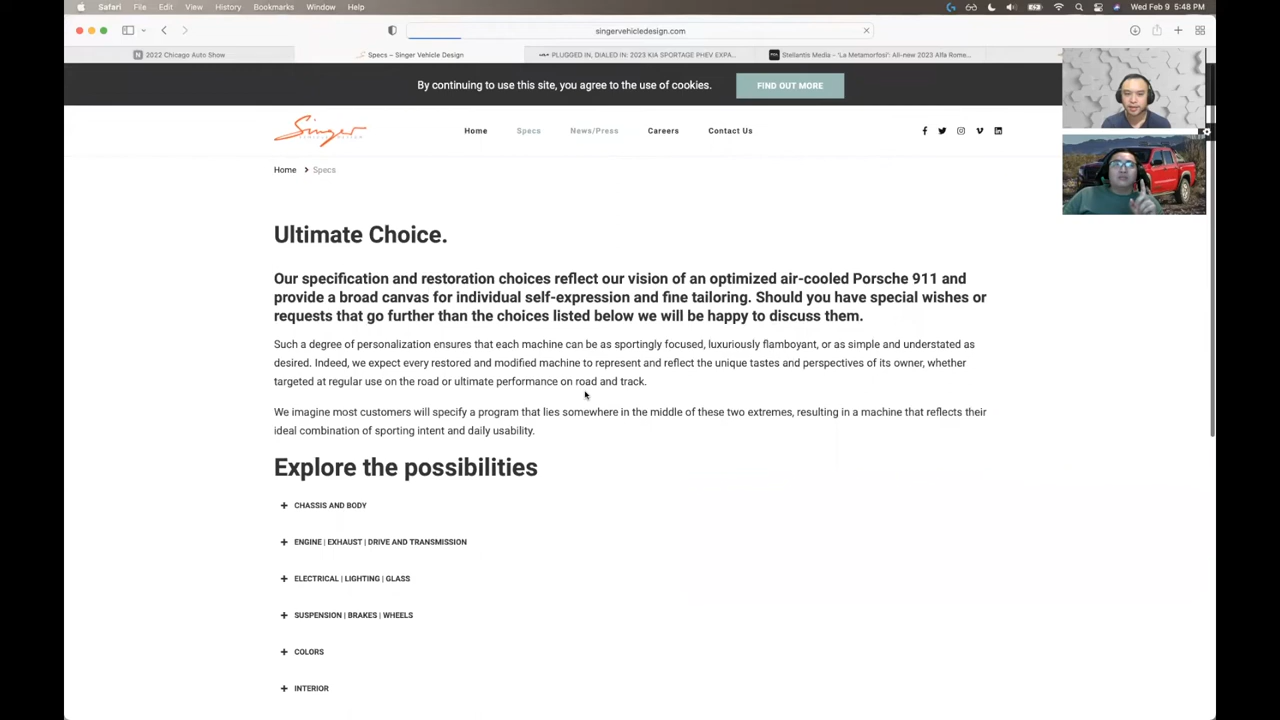 Safari File Edit View History Bookmarks Window Help Wed Feb 9 5:48 PM
singervehicledesign.com
2022 Chicago Auto Show Specs – Singer Vehicle Design PLUGGED IN, DIALED IN: 2023 KIA SPORTAGE PHEV EXPA... Stellantis Media - 'La Metamorfosi': All-new 2023 Alfa Rome...
By continuing to use this site, you agree to the use of cookies. FIND OUT MORE
Singer Home Specs News/Press Careers Contact Us
Home Specs
Ultimate Choice.
Our specification and restoration choices reflect our vision of an optimized air-cooled Porsche 911 and
provide a broad canvas for individual self-expression and fine tailoring. Should you have special wishes or
requests that go further than the choices listed below we will be happy to discuss them.
Such a degree of personalization ensures that each machine can be as sportingly focused, luxuriously flamboyant, or as simple and understated as
desired. Indeed, we expect every restored and modified machine to represent and reflect the unique tastes and perspectives of its owner, whether
targeted at regular use on the road or ultimate performance on road and track.
We imagine most customers will specify a program that lies somewhere in the middle of these two extremes, resulting in a machine that reflects their
ideal combination of sporting intent and daily usability.
Explore the possibilities
+ CHASSIS AND BODY
+ ENGINE | EXHAUST | DRIVE AND TRANSMISSION
+ ELECTRICAL | LIGHTING | GLASS
+ SUSPENSION | BRAKES | WHEELS
+ COLORS
+ INTERIOR